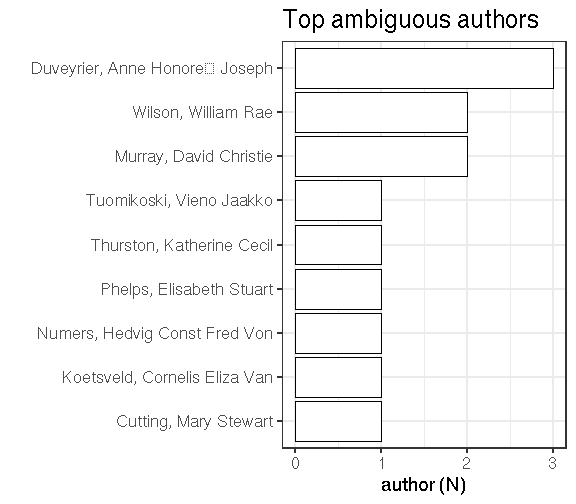 Top ambiguous authors
Duveyrier, Anne Honore Joseph
Wilson, William Rae
Murray, David Christie
Tuomikoski, Vieno Jaakko
Thurston, Katherine Cecil
Phelps, Elisabeth Stuart
Numers, Hedvig Const Fred Von
Koetsveld, Cornelis Eliza Van
Cutting, Mary Stewart
0 1 2 3
author (N)